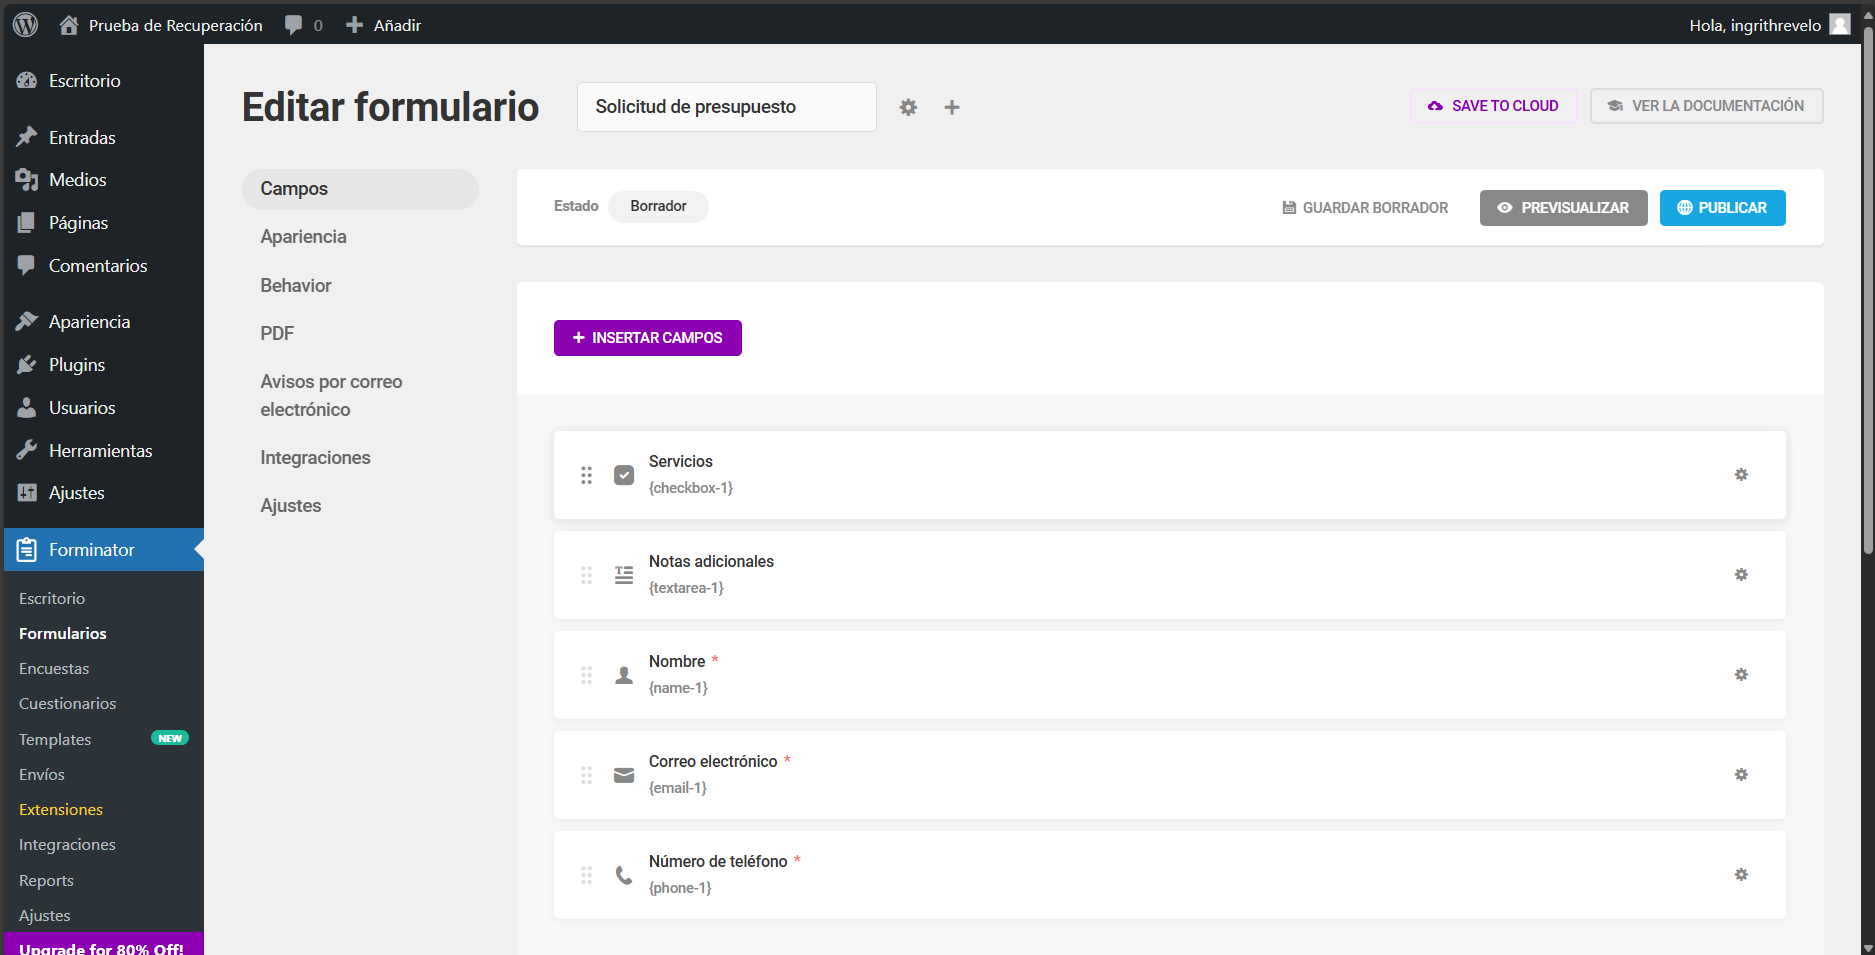 Prueba de Recuperación
0
Añadir
Hola, ingrithrevelo
Escritorio
Entradas
Medios
Páginas
Comentarios
Apariencia
Plugins
Usuarios
Herramientas
Ajustes
Forminator
Escritorio
Formularios
Encuestas
Cuestionarios
Templates NEW
Envíos
Extensiones
Integraciones
Reports
Ajustes
Upgrade for 80% Off!
Editar formulario
Solicitud de presupuesto
SAVE TO CLOUD
VER LA DOCUMENTACIÓN
Campos
Apariencia
Behavior
PDF
Avisos por correo
electrónico
Integraciones
Ajustes
Estado Borrador
GUARDAR BORRADOR
PREVISUALIZAR
PUBLICAR
INSERTAR CAMPOS
Servicios
{checkbox-1}
Notas adicionales
{textarea-1}
Nombre *
{name-1}
Correo electrónico *
{email-1}
Número de teléfono *
{phone-1}